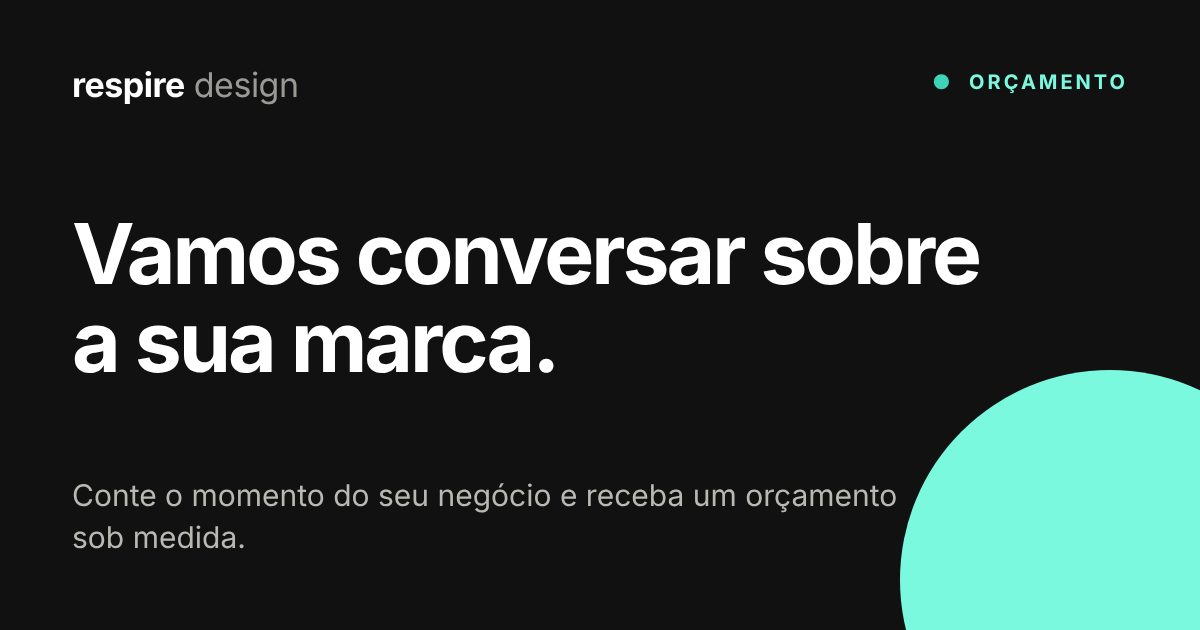 respire design
ORÇAMENTO
Vamos conversar sobre
a sua marca.
Conte o momento do seu negócio e receba um orçamento
sob medida.